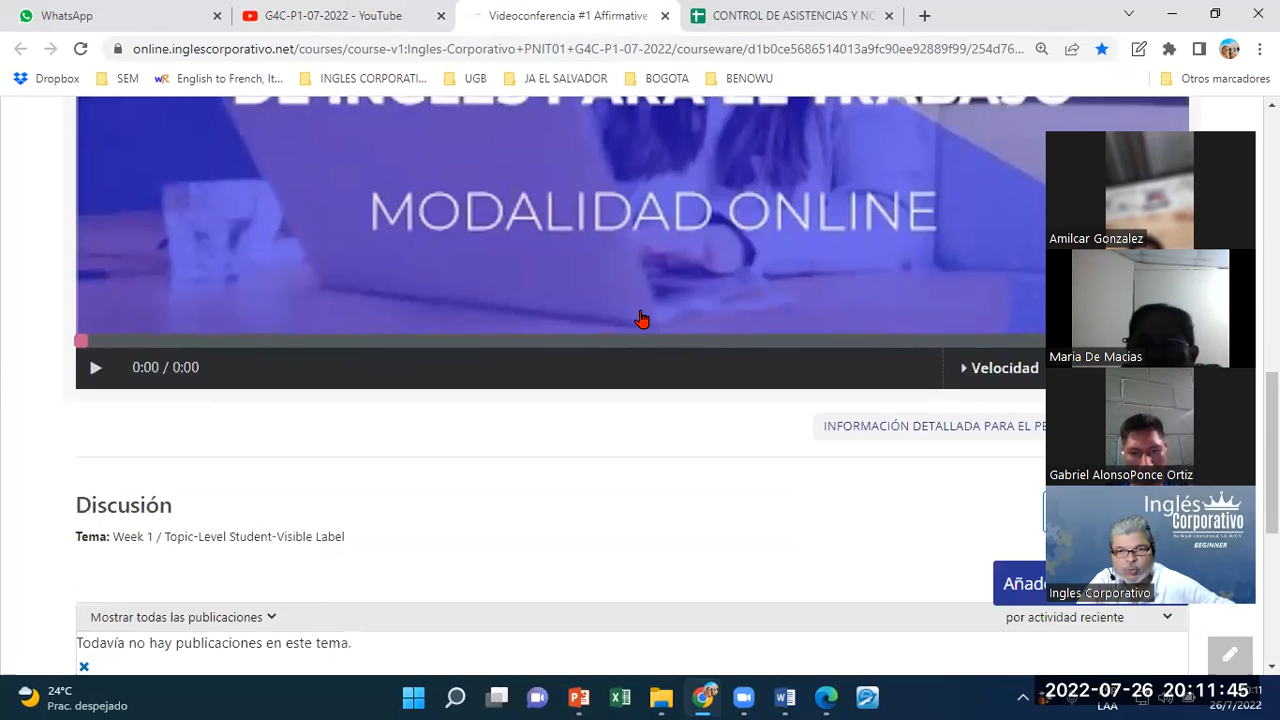 WhatsApp
G4C-P1-07-2022 - YouTube
Videoconferencia #1 Affirmative
CONTROL DE ASISTENCIAS Y NO
online.inglescorporativo.net/courses/course-v1:Ingles-Corporativo+PNIT01+G4C-P1-07-2022/courseware/d1b0ce5686514013a9fc90ee92889f99/254d76...
Dropbox
SEM
English to French, It...
INGLES CORPORATI...
UGB
JA EL SALVADOR
BOGOTA
BENOWU
Otros marcadores
DE INGLÉS PARA EL TRABAJO
MODALIDAD ONLINE
Amilcar Gonzalez
Maria De Macias
0:00 / 0:00
Velocidad
INFORMACIÓN DETALLADA PARA EL PE
Gabriel AlonsoPonce Ortiz
Discusión
Tema: Week 1 / Topic-Level Student-Visible Label
Inglés
Corporativo
BEGINNER
Añad
Ingles Corporativo
Mostrar todas las publicaciones
por actividad reciente
Todavía no hay publicaciones en este tema.
24°C
Prac. despejado
2022-07-26 20:11:45
LAA
26/7/2022